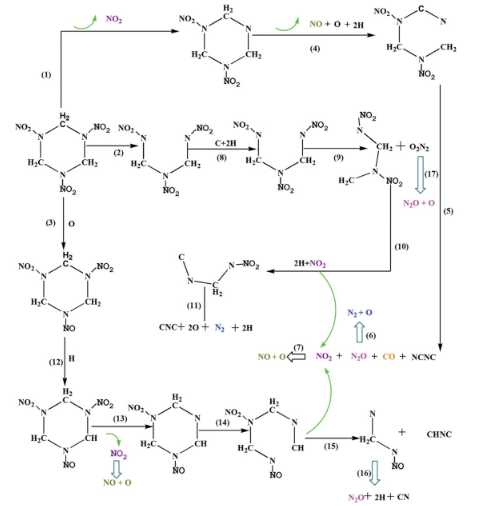 NO₂
H₂
C
NO₂
N
N
H₂C
CH₂
N
NO₂
NO + O + 2H
(4)
NO₂
C
N
N
H₂C
CH₂
N
NO₂
(1)
H₂
C
NO₂
N
N
NO₂
H₂C
CH₂
N
NO₂
(2)
NO₂
N
N
NO₂
H₂C
CH₂
N
NO₂
C+2H
(8)
NO₂
N
N
NO₂
H₂C
CH₂
N
NO₂
(9)
NO₂
N
CH₂
N
H₂C
NO₂
+ O₂N₂
(17)
N₂O + O
(5)
(3)
O
H₂
C
NO₂
N
N
NO₂
H₂C
CH₂
N
NO
(10)
2H+NO₂
C
N
N
NO₂
C
H₂
(11)
CNC+ 2O + N₂ + 2H
N₂ + O
(6)
NO + O
(7)
NO₂ + N₂O + CO + NCNC
(12)
H
H₂
C
NO₂
N
N
NO₂
H₂C
CH
N
NO
NO₂
NO + O
(13)
H₂
C
NO₂
N
N
H₂C
CH
N
NO
(14)
H₂
C
NO₂
N
N
H₂C
CH
N
NO
(15)
N
H₂C
N
NO
+ CHNC
(16)
N₂O+ 2H + CN